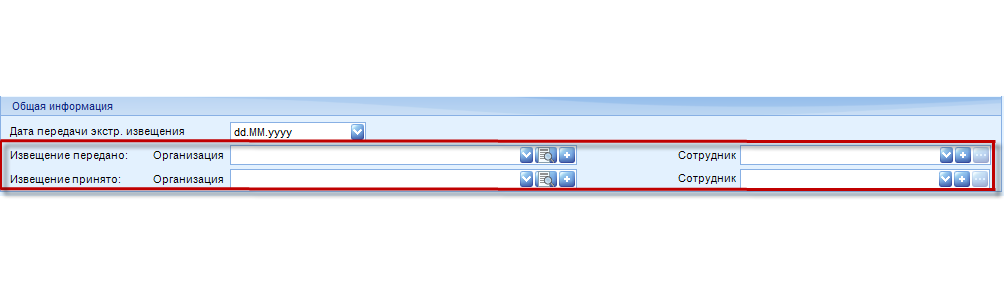 Общая информация
Дата передачи экстр. извещения dd.MM.yyyy
Извещение передано: Организация Сотрудник
Извещение принято: Организация Сотрудник